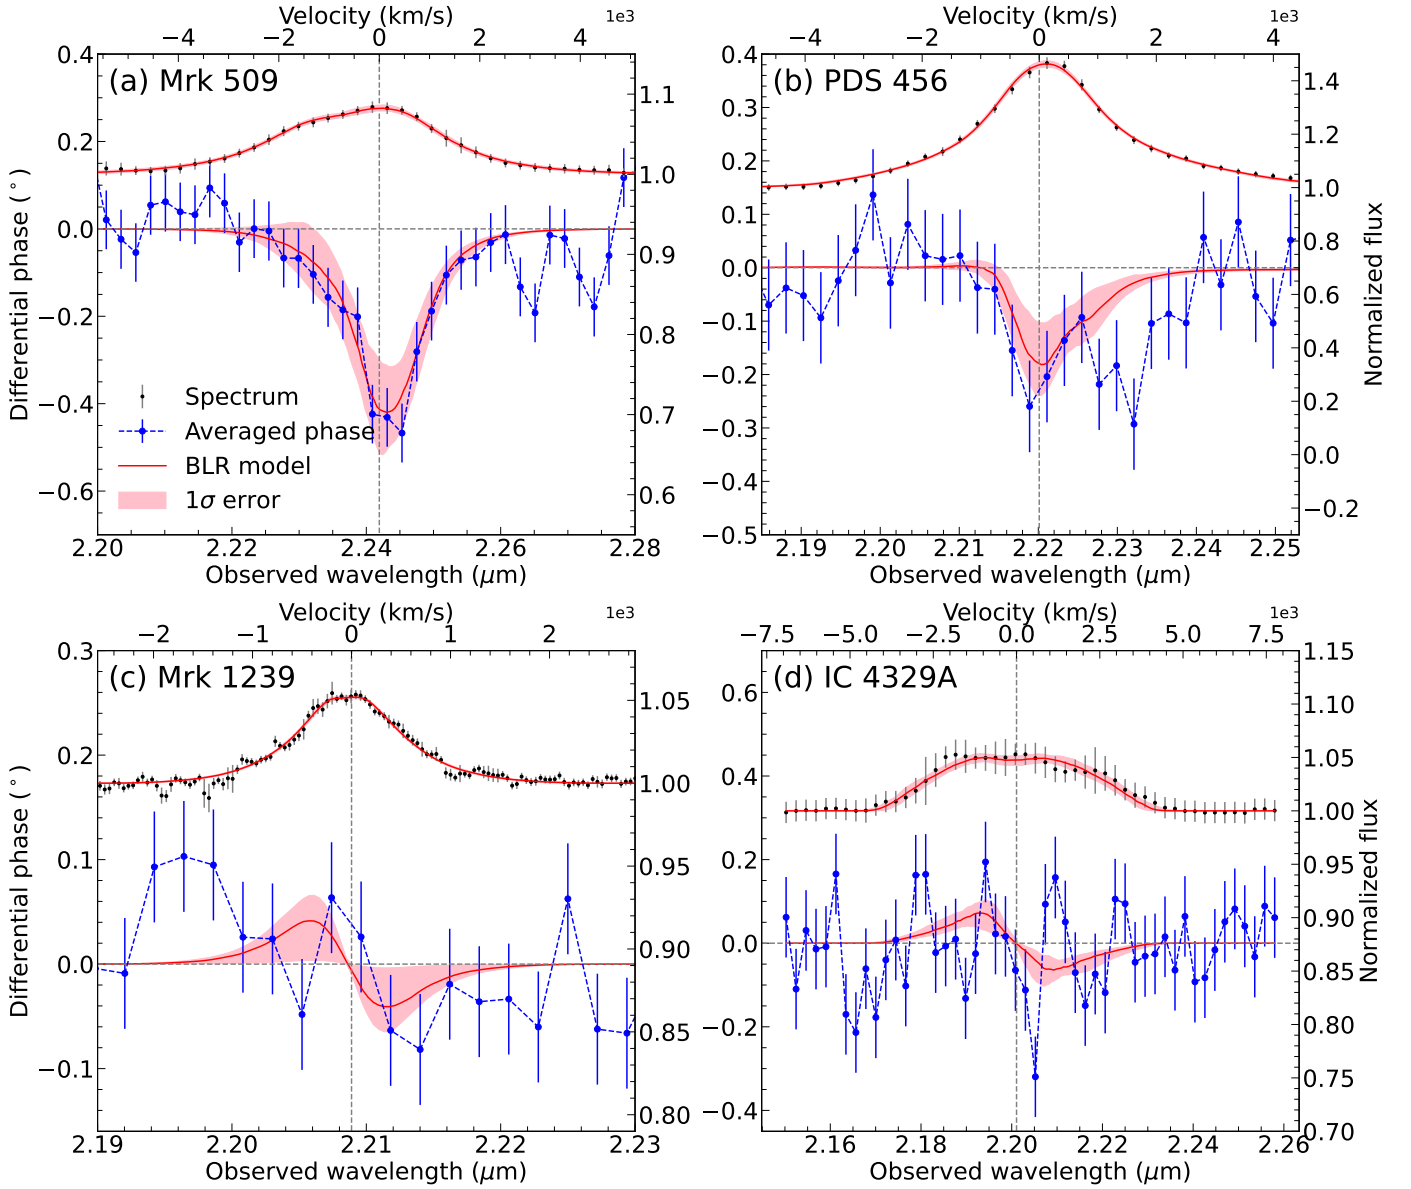 Velocity (km/s) 1e3
−4 −2 0 2 4
(a) Mrk 509
0.4
0.2
0.0
−0.2
−0.4
−0.6
Differential phase (°)
1.1
1.0
0.9
0.8
0.7
0.6
Spectrum
Averaged phase
BLR model
1σ error
2.20 2.22 2.24 2.26 2.28
Observed wavelength (μm)
Velocity (km/s) 1e3
−4 −2 0 2 4
(b) PDS 456
0.4
0.3
0.2
0.1
0.0
−0.1
−0.2
−0.3
−0.4
−0.5
1.4
1.2
1.0
0.8
0.6
0.4
0.2
0.0
−0.2
Normalized flux
2.19 2.20 2.21 2.22 2.23 2.24 2.25
Observed wavelength (μm)
Velocity (km/s) 1e3
−2 −1 0 1 2
(c) Mrk 1239
0.3
0.2
0.1
0.0
−0.1
Differential phase (°)
1.05
1.00
0.95
0.90
0.85
0.80
2.19 2.20 2.21 2.22 2.23
Observed wavelength (μm)
Velocity (km/s) 1e3
−7.5 −5.0 −2.5 0.0 2.5 5.0 7.5
(d) IC 4329A
0.6
0.4
0.2
0.0
−0.2
−0.4
1.15
1.10
1.05
1.00
0.95
0.90
0.85
0.80
0.75
0.70
Normalized flux
2.16 2.18 2.20 2.22 2.24 2.26
Observed wavelength (μm)